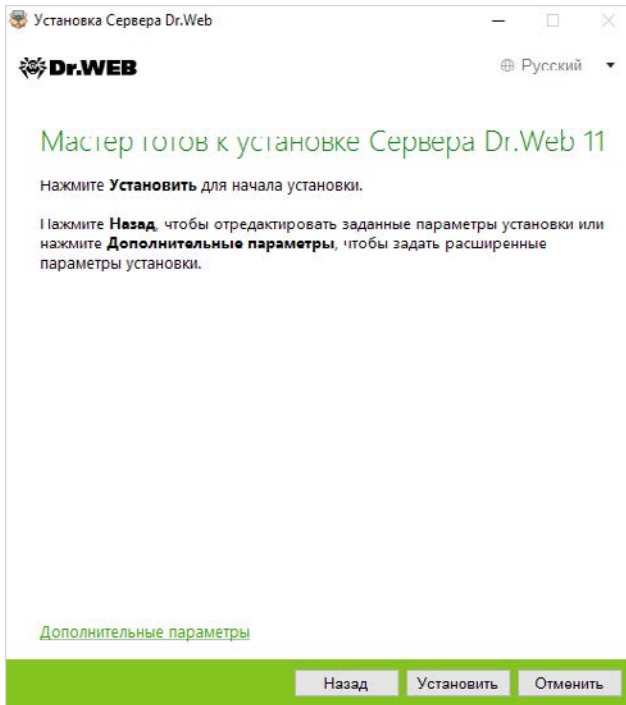 Установка Сервера Dr.Web
Dr.WEB
Русский
Мастер готов к установке Сервера Dr.Web 11
Нажмите Установить для начала установки.
Нажмите Назад, чтобы отредактировать заданные параметры установки или
нажмите Дополнительные параметры, чтобы задать расширенные
параметры установки.
Дополнительные параметры
Назад
Установить
Отменить